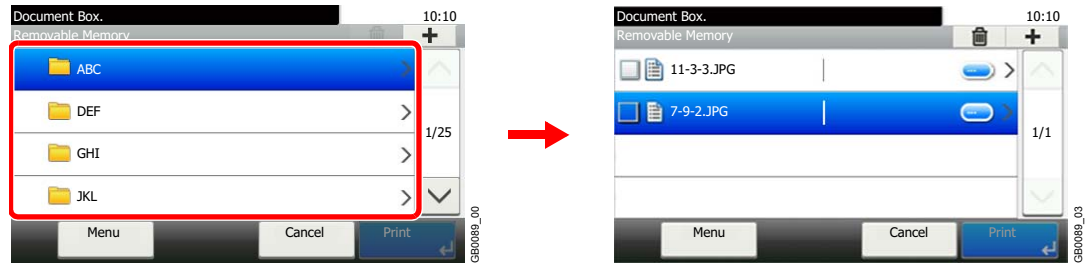 Document Box.
10:10
Removable Memory
ABC
DEF
1/25
GHI
JKL
Menu
Cancel
Print
GB0089_00
Document Box.
10:10
Removable Memory
11-3-3.JPG
7-9-2.JPG
1/1
Menu
Cancel
Print
GB0089_03